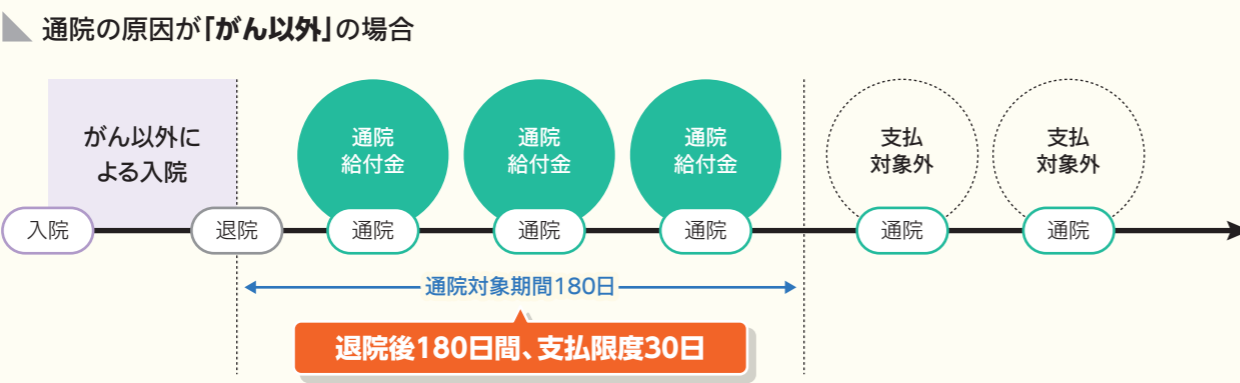 通院の原因が「がん以外」の場合
がん以外に
よる入院
通院
給付金
通院
給付金
通院
給付金
支払
対象外
支払
対象外
入院
退院
通院
通院
通院
通院
通院
通院対象期間180日
退院後180日間、支払限度30日